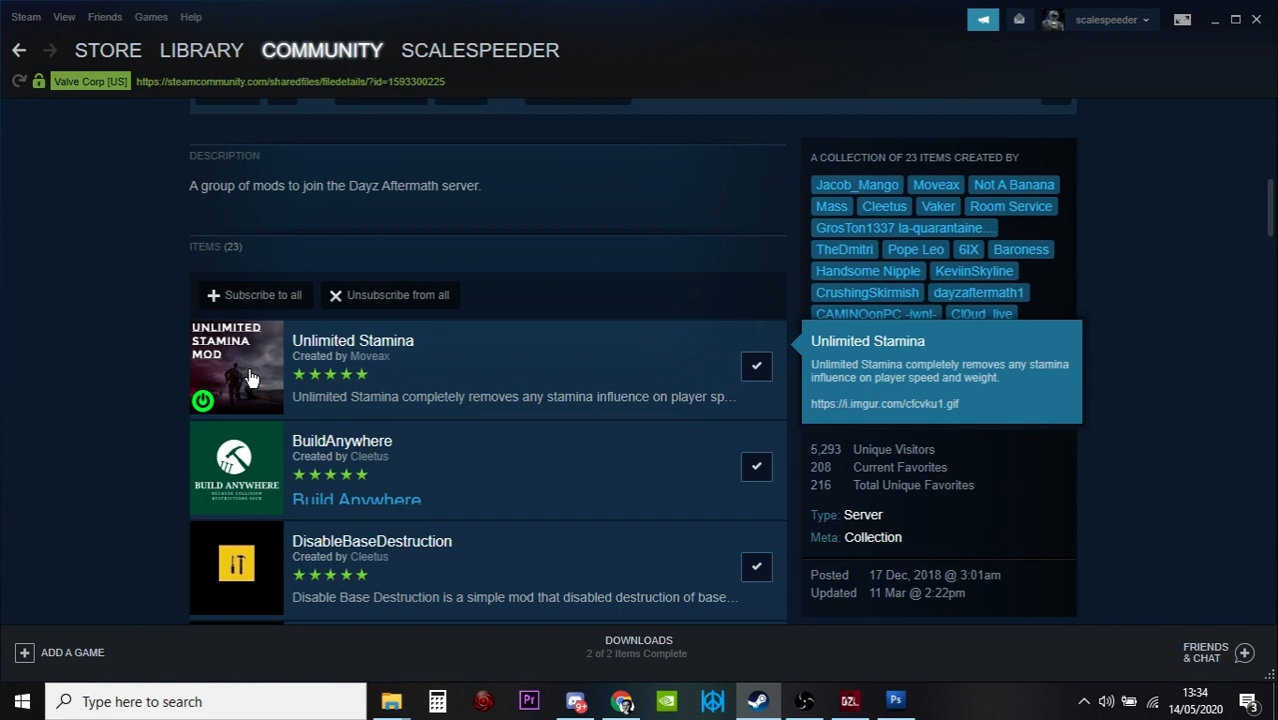 Steam View Friends Games Help
scalespeeder
STORE LIBRARY COMMUNITY SCALESPEEDER
Valve Corp [US] https://steamcommunity.com/sharedfiles/filedetails/?id=1593300225
DESCRIPTION
A group of mods to join the Dayz Aftermath server.
ITEMS (23)
Subscribe to all Unsubscribe from all
UNLIMITED
STAMINA
MOD
Unlimited Stamina
Created by Moveax
Unlimited Stamina completely removes any stamina influence on player sp...
BUILD ANYWHERE
BuildAnywhere
Created by Cleetus
Build Anywhere
DisableBaseDestruction
Created by Cleetus
Disable Base Destruction is a simple mod that disabled destruction of base...
A COLLECTION OF 23 ITEMS CREATED BY
Jacob_Mango Moveax Not A Banana
Mass Cleetus Vaker Room Service
GrosTon1337 la-quarantaine....
TheDmitri Pope Leo 6IX Baroness
Handsome Nipple KeviinSkyline
CrushingSkirmish dayzaftermath1
CAMINOonPC -iwnl- Cl0ud_live
Unlimited Stamina
Unlimited Stamina completely removes any stamina
influence on player speed and weight.
https://i.imgur.com/cfcvku1.gif
5,293 Unique Visitors
208 Current Favorites
216 Total Unique Favorites
Type: Server
Meta: Collection
Posted 17 Dec, 2018 @ 3:01am
Updated 11 Mar @ 2:22pm
ADD A GAME
DOWNLOADS
2 of 2 Items Complete
FRIENDS
& CHAT
Type here to search
Pr
9+
DZL
Ps
13:34
14/05/2020
3